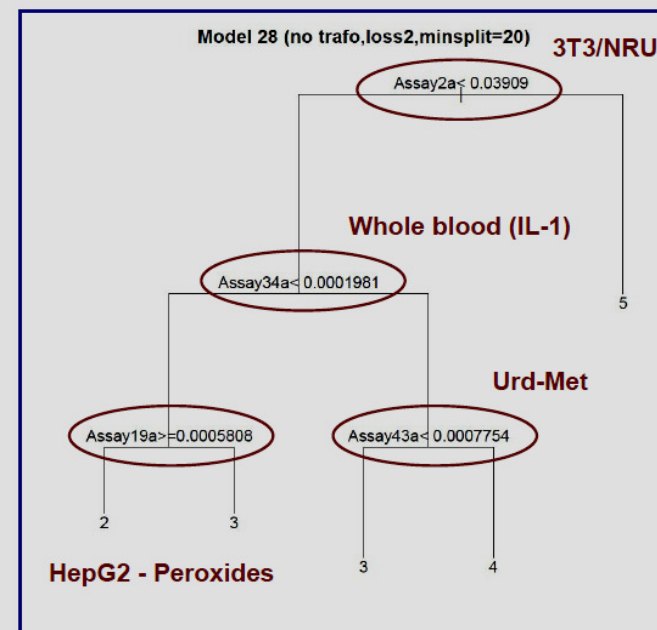 Model 28 (no trafo,loss2,minsplit=20)
3T3/NRU
Assay2a< 0.03909
Whole blood (IL-1)
Assay34a< 0.0001981
5
Urd-Met
Assay19a>=0.0005808
Assay43a< 0.0007754
2
3
HepG2 - Peroxides
3
4